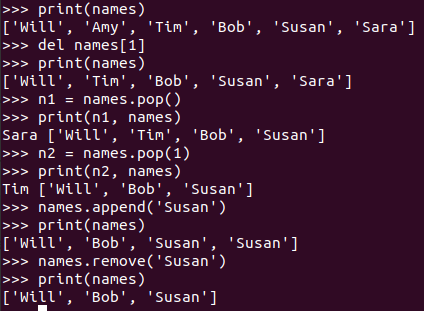 >>> print(names)
['Will', 'Amy', 'Tim', 'Bob', 'Susan', 'Sara']
>>> del names[1]
>>> print(names)
['Will', 'Tim', 'Bob', 'Susan', 'Sara']
>>> n1 = names.pop()
>>> print(n1, names)
Sara ['Will', 'Tim', 'Bob', 'Susan']
>>> n2 = names.pop(1)
>>> print(n2, names)
Tim ['Will', 'Bob', 'Susan']
>>> names.append('Susan')
>>> print(names)
['Will', 'Bob', 'Susan', 'Susan']
>>> names.remove('Susan')
>>> print(names)
['Will', 'Bob', 'Susan']